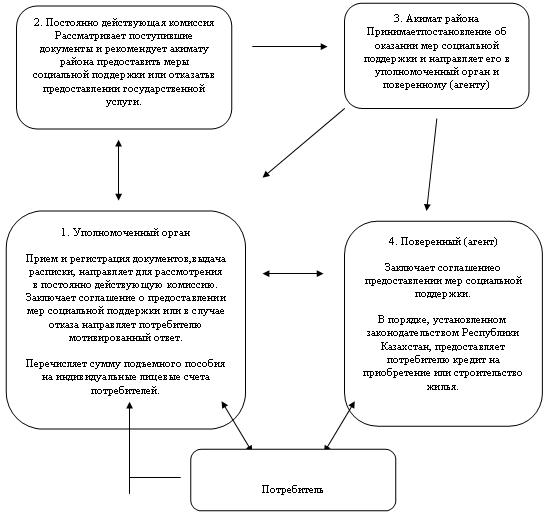 2. Постоянно действующая комиссия
Рассматривает поступившие
документы и рекомендует акимату
района предоставить меры
социальной поддержки или отказатьв
предоставлении государственной
услуги.
3. Акимат района
Принимаетпостановление об
оказании мер социальной
поддержки и направляет его в
уполномоченный орган и
поверенному (агенту)
1. Уполномоченный орган
Прием и регистрация документов,выдача
расписки, направляет для рассмотрения
в постоянно действующую комиссию.
Заключает соглашение о предоставлении
мер социальной поддержки или в случае
отказа направляет потребителю
мотивированный ответ.
Перечисляет сумму подъемного пособия
на индивидуальные лицевые счета
потребителей.
4. Поверенный (агент)
Заключает соглашениео
предоставлении мер социальной
поддержки.
В порядке, установленном
законодательством Республики
Казахстан, предоставляет
потребителю кредит на
приобретение или строительство
жилья.
Потребитель